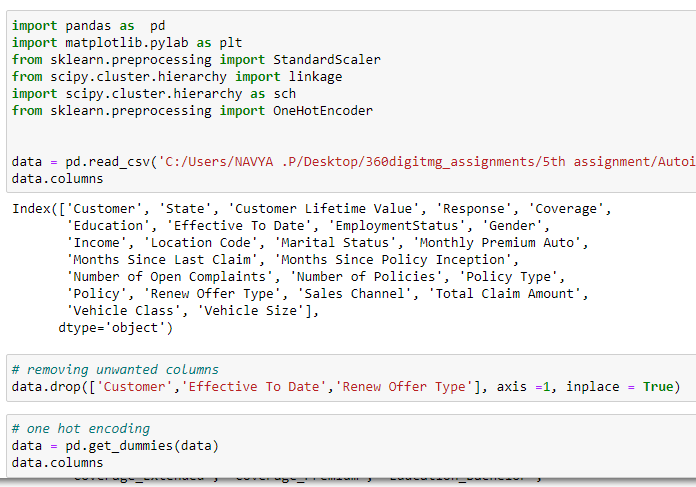 import pandas as  pd
import matplotlib.pylab as plt
from sklearn.preprocessing import StandardScaler
from scipy.cluster.hierarchy import linkage
import scipy.cluster.hierarchy as sch
from sklearn.preprocessing import OneHotEncoder
data = pd.read_csv('C:/Users/NAVYA .P/Desktop/360digitmg_assignments/5th assignment/Autoi
data.columns
Index(['Customer', 'State', 'Customer Lifetime Value', 'Response', 'Coverage',
       'Education', 'Effective To Date', 'EmploymentStatus', 'Gender',
       'Income', 'Location Code', 'Marital Status', 'Monthly Premium Auto',
       'Months Since Last Claim', 'Months Since Policy Inception',
       'Number of Open Complaints', 'Number of Policies', 'Policy Type',
       'Policy', 'Renew Offer Type', 'Sales Channel', 'Total Claim Amount',
       'Vehicle Class', 'Vehicle Size'],
      dtype='object')
# removing unwanted columns
data.drop(['Customer','Effective To Date','Renew Offer Type'], axis =1, inplace = True)
# one hot encoding
data = pd.get_dummies(data)
data.columns